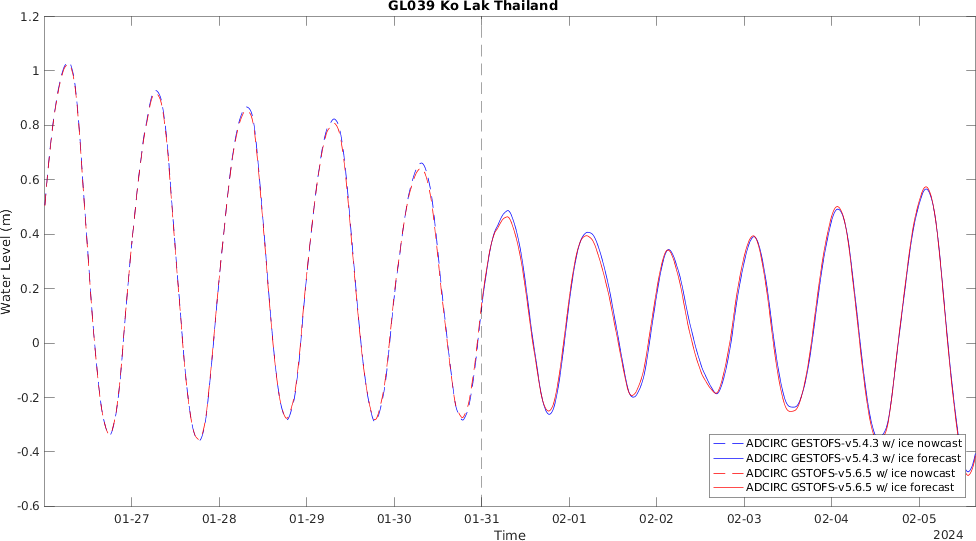 GL039 Ko Lak Thailand
1.2
1
0.8
0.6
0.4
0.2
0
-0.2
-0.4
-0.6
Water Level (m)
ADCIRC GESTOFS-v5.4.3 w/ ice nowcast
ADCIRC GESTOFS-v5.4.3 w/ ice forecast
ADCIRC GSTOFS-v5.6.5 w/ ice nowcast
ADCIRC GSTOFS-v5.6.5 w/ ice forecast
01-27 01-28 01-29 01-30 01-31 02-01 02-02 02-03 02-04 02-05
Time
2024